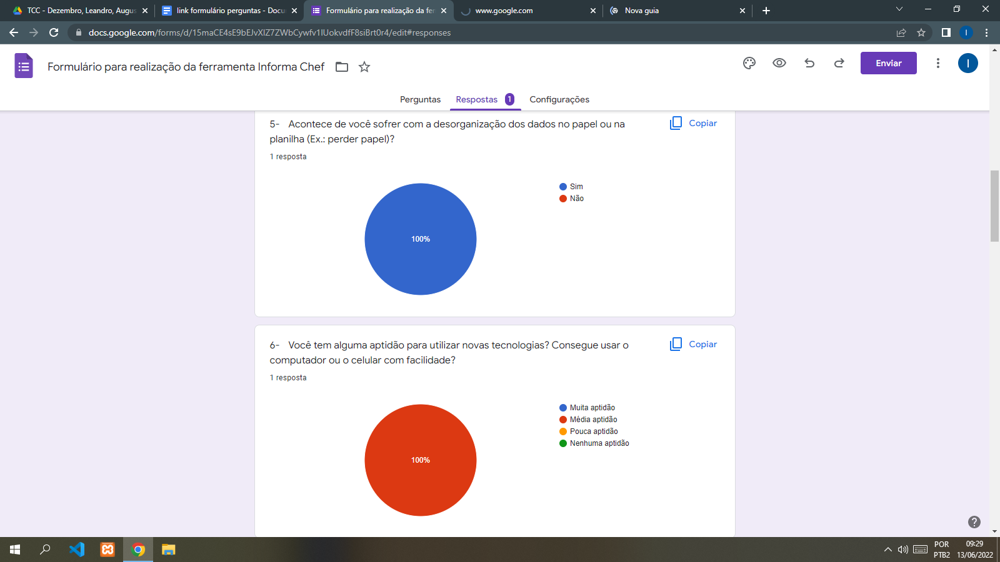 TCC - Dezembro, Leandro, Augus
link formulário perguntas - Docu
Formulário para realização da fer
www.google.com
Nova guia
docs.google.com/forms/d/15maCE4sE9bEJvXIZ7ZWbCywfv1IUokvdfF8siBrt0r4/edit#responses
I
Formulário para realização da ferramenta Informa Chef
Enviar
I
Perguntas
Respostas 1
Configurações
5- Acontece de você sofrer com a desorganização dos dados no papel ou na
planilha (Ex.: perder papel)?
Copiar
1 resposta
Sim
Não
100%
6- Você tem alguma aptidão para utilizar novas tecnologias? Consegue usar o
computador ou o celular com facilidade?
Copiar
1 resposta
Muita aptidão
Média aptidão
Pouca aptidão
Nenhuma aptidão
100%
POR
PTB2
09:29
13/06/2022